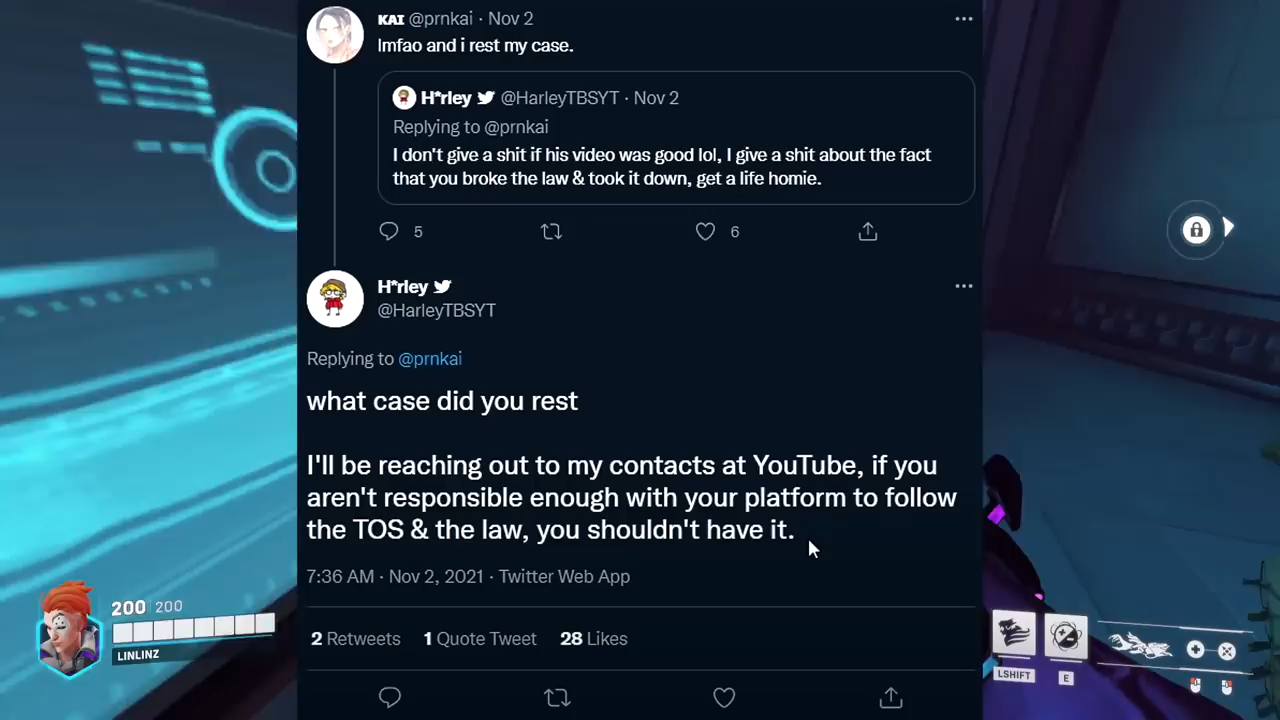 KAI @prnkai · Nov 2
lmfao and i rest my case.
H*rley @HarleyTBSYT · Nov 2
Replying to @prnkai
I don't give a shit if his video was good lol, I give a shit about the fact
that you broke the law & took it down, get a life homie.
5 6
H*rley
@HarleyTBSYT
Replying to @prnkai
what case did you rest
I'll be reaching out to my contacts at YouTube, if you
aren't responsible enough with your platform to follow
the TOS & the law, you shouldn't have it.
7:36 AM · Nov 2, 2021 · Twitter Web App
2 Retweets 1 Quote Tweet 28 Likes
200 | 200
LINLINZ
LSHIFT E